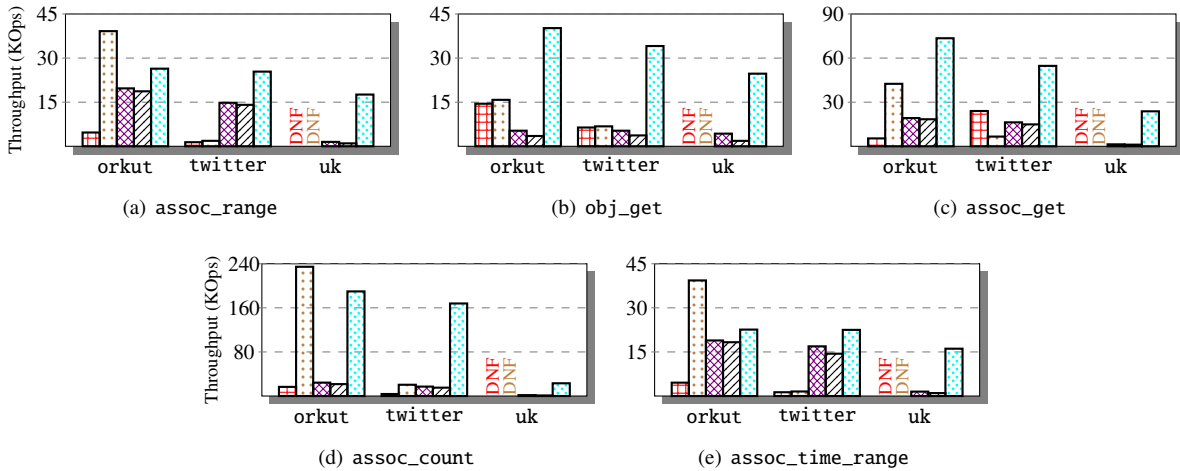 Throughput (KOps)
45
30
15
DNF
DNF
orkut twitter uk
(a) assoc_range
45
30
15
DNF
DNF
orkut twitter uk
(b) obj_get
90
60
30
DNF
DNF
orkut twitter uk
(c) assoc_get
Throughput (KOps)
240
160
80
DNF
DNF
orkut twitter uk
(d) assoc_count
45
30
15
DNF
DNF
orkut twitter uk
(e) assoc_time_range